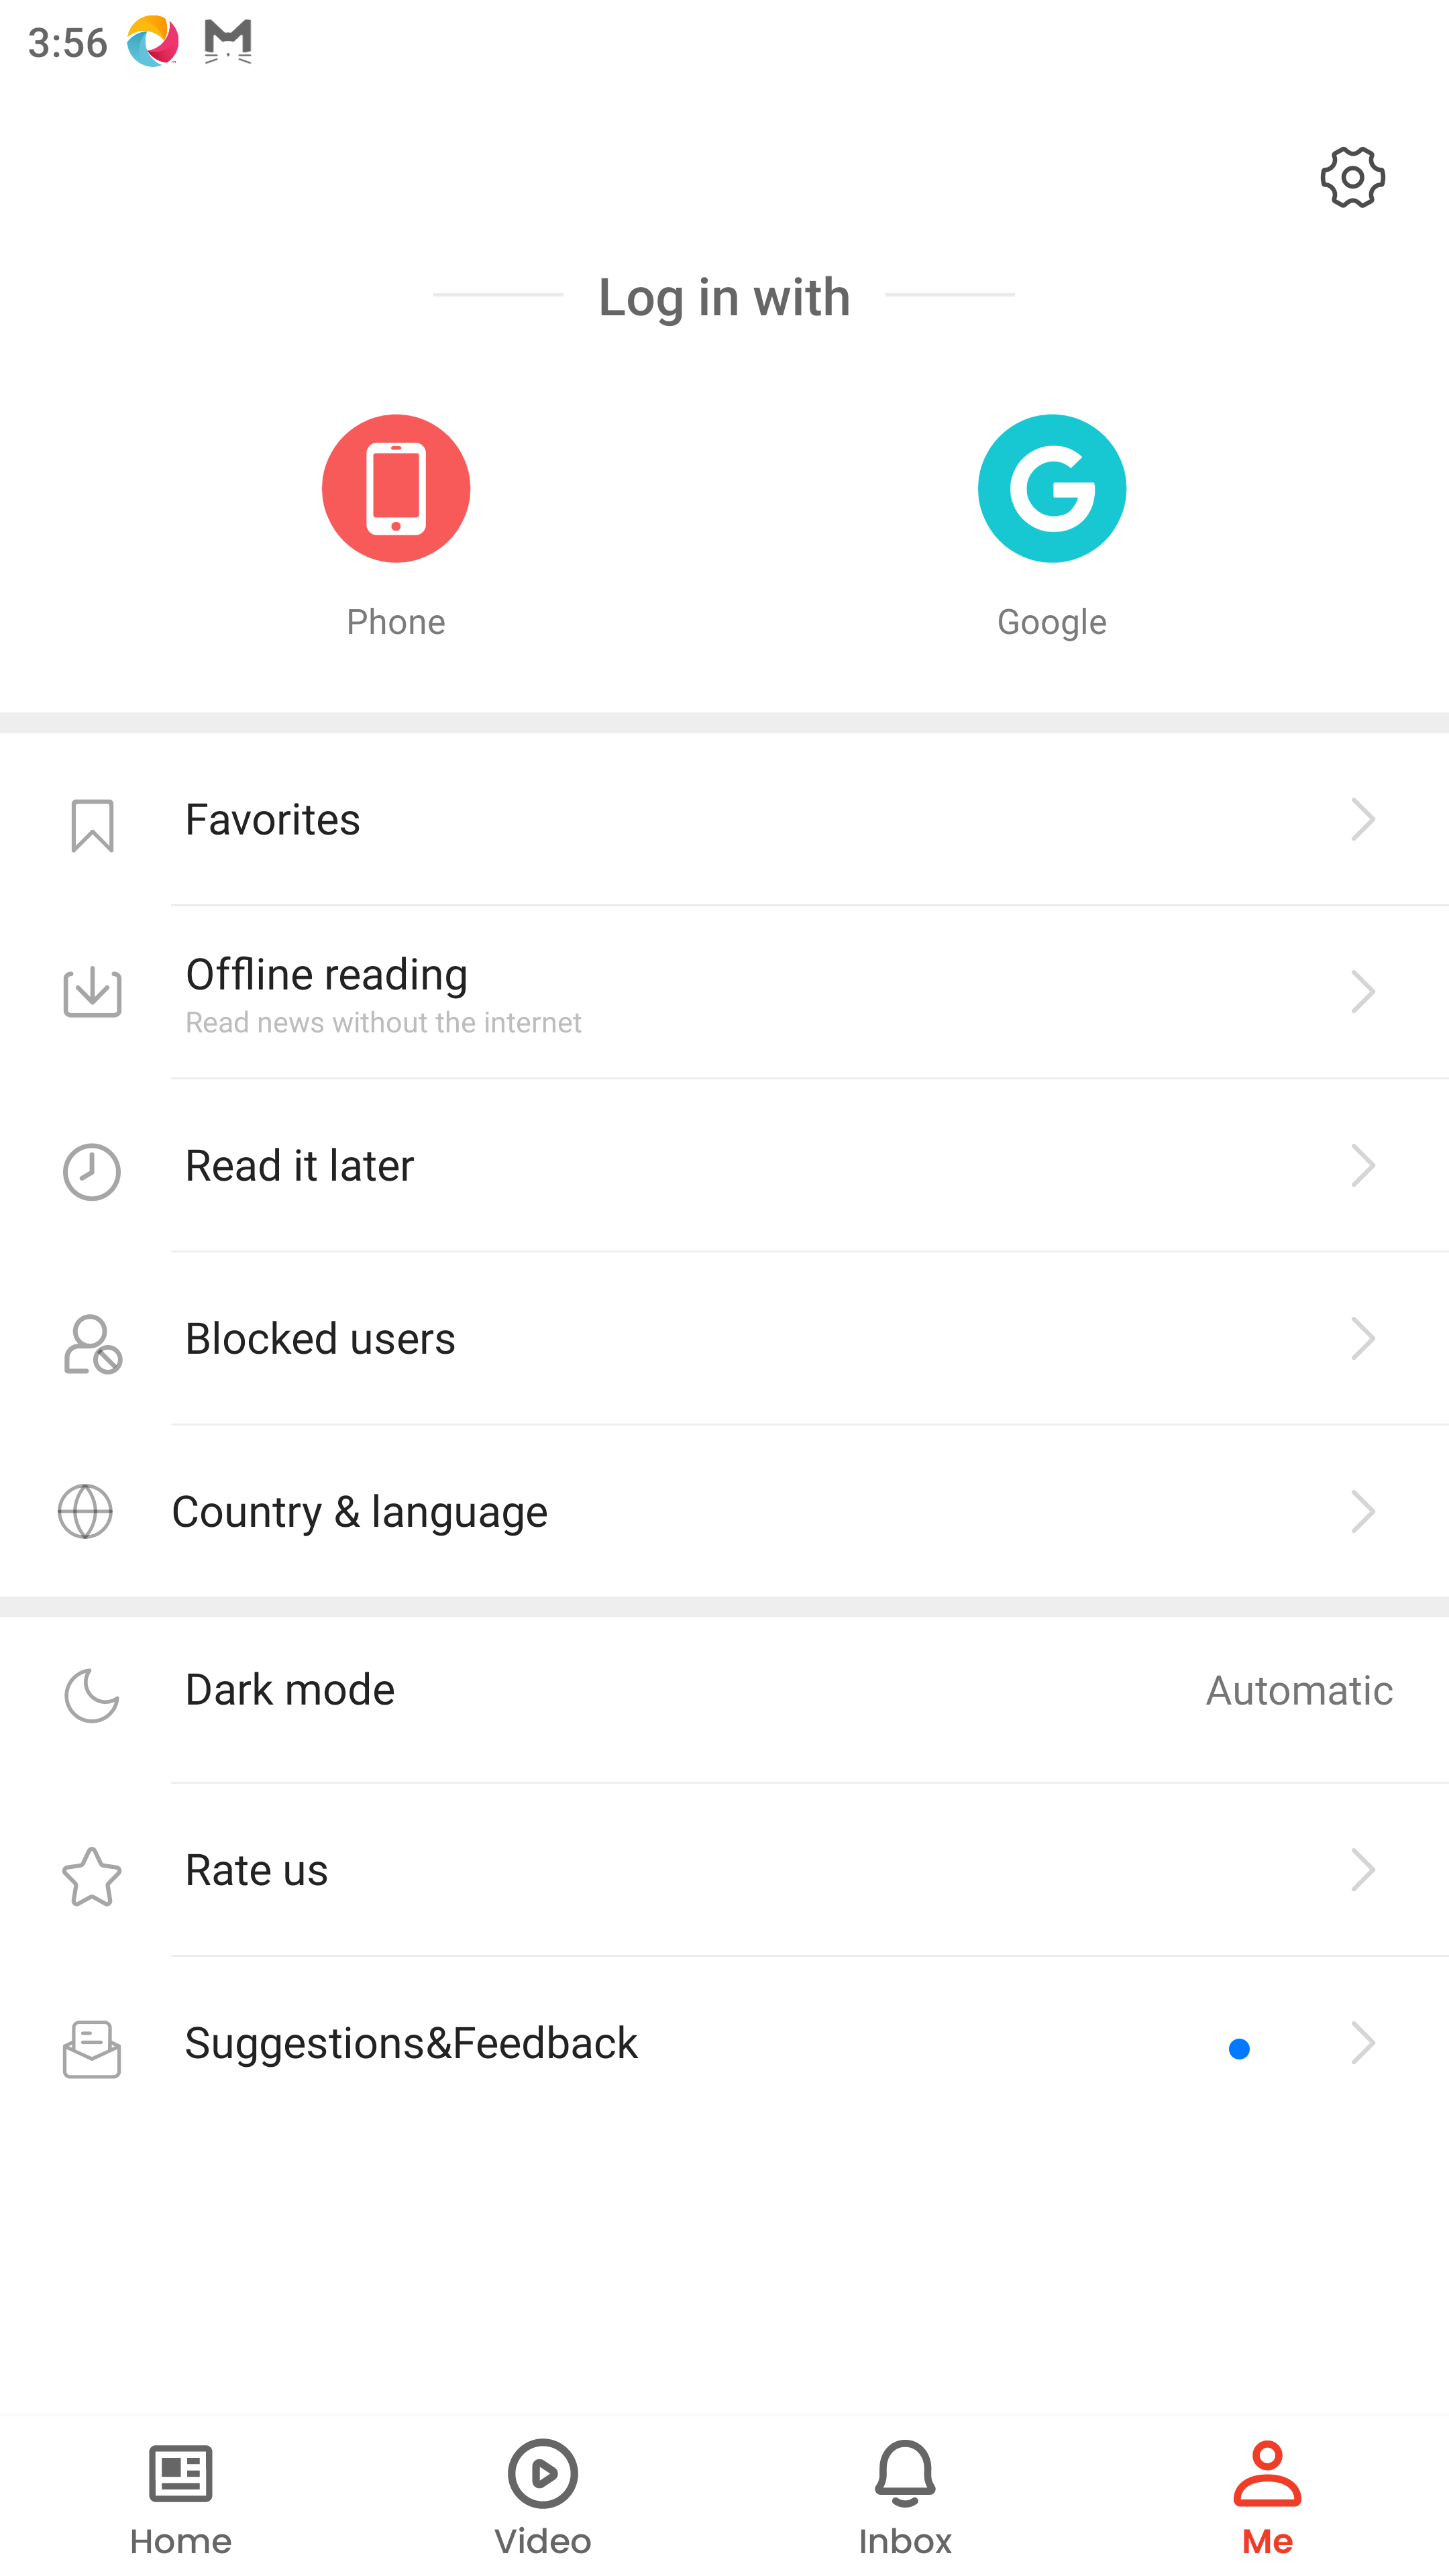 3:56
Log in with
Phone
Google
Favorites
Offline reading
Read news without the internet
Read it later
Blocked users
Country & language
Dark mode
Automatic
Rate us
Suggestions&Feedback
Home
Video
Inbox
Me